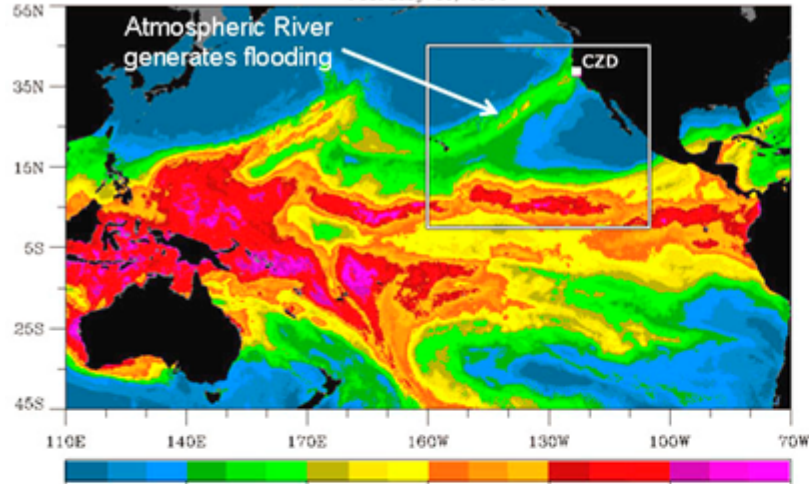 55N
Atmospheric River
generates flooding
CZD
35N
15N
5S
25S
45S
110E 140E 170E 160W 130W 100W 70W